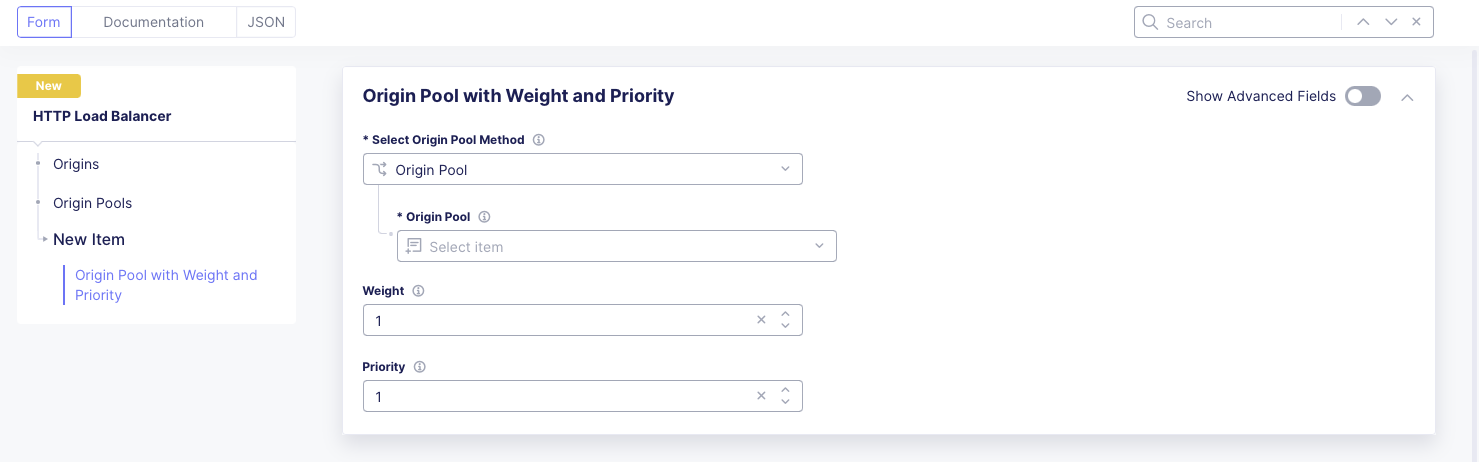 Form
Documentation
JSON
Search
New
HTTP Load Balancer
Origins
Origin Pools
New Item
Origin Pool with Weight and
Priority
Origin Pool with Weight and Priority
Show Advanced Fields
* Select Origin Pool Method
Origin Pool
* Origin Pool
Select item
Weight
1
Priority
1